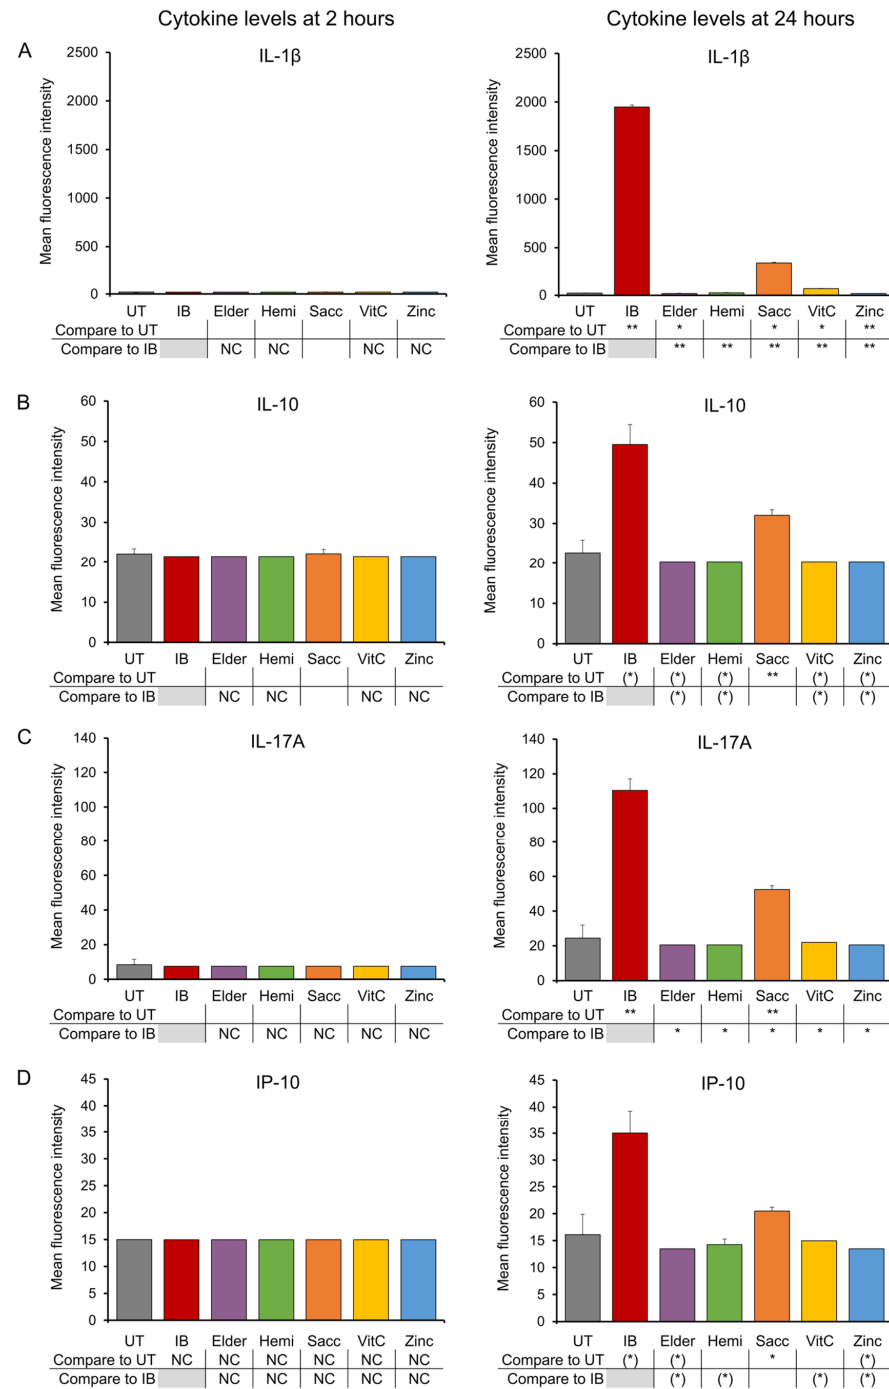 Cytokine levels at 2 hours
Cytokine levels at 24 hours
A
IL-1β
Mean fluorescence intensity
2500
2000
1500
1000
500
0
UT IB Elder Hemi Sacc VitC Zinc
Compare to UT
Compare to IB NC NC NC NC
IL-1β
Mean fluorescence intensity
2500
2000
1500
1000
500
0
UT IB Elder Hemi Sacc VitC Zinc
Compare to UT ** * * * **
Compare to IB ** ** ** ** **
B
IL-10
Mean fluorescence intensity
60
50
40
30
20
10
0
UT IB Elder Hemi Sacc VitC Zinc
Compare to UT
Compare to IB NC NC NC NC
IL-10
Mean fluorescence intensity
60
50
40
30
20
10
0
UT IB Elder Hemi Sacc VitC Zinc
Compare to UT (*) (*) (*) ** (*) (*)
Compare to IB (*) (*) (*) (*)
C
IL-17A
Mean fluorescence intensity
140
120
100
80
60
40
20
0
UT IB Elder Hemi Sacc VitC Zinc
Compare to UT
Compare to IB NC NC NC NC NC
IL-17A
Mean fluorescence intensity
140
120
100
80
60
40
20
0
UT IB Elder Hemi Sacc VitC Zinc
Compare to UT ** **
Compare to IB * * * * *
D
IP-10
Mean fluorescence intensity
45
40
35
30
25
20
15
10
5
0
UT IB Elder Hemi Sacc VitC Zinc
Compare to UT NC NC NC NC NC NC
Compare to IB NC NC NC NC NC
IP-10
Mean fluorescence intensity
45
40
35
30
25
20
15
10
5
0
UT IB Elder Hemi Sacc VitC Zinc
Compare to UT (*) (*) * (*)
Compare to IB (*) (*) (*) (*)